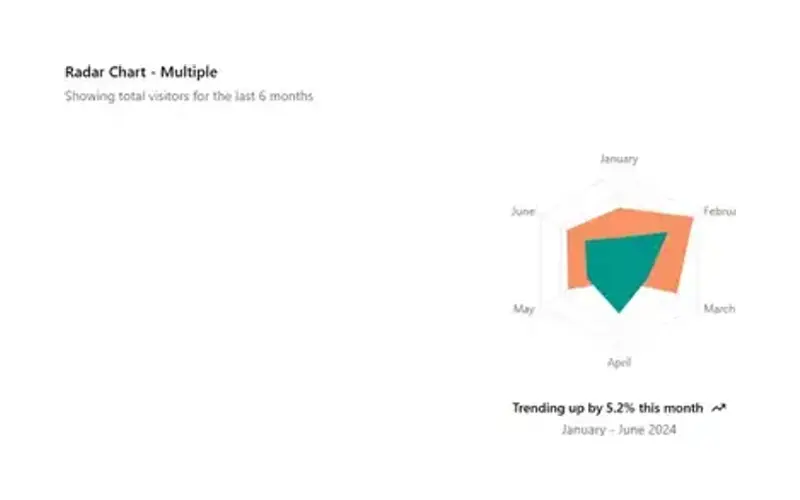 Radar Chart - Multiple
Showing total visitors for the last 6 months
January
June
Februa
May
March
April
Trending up by 5.2% this month
January - June 2024